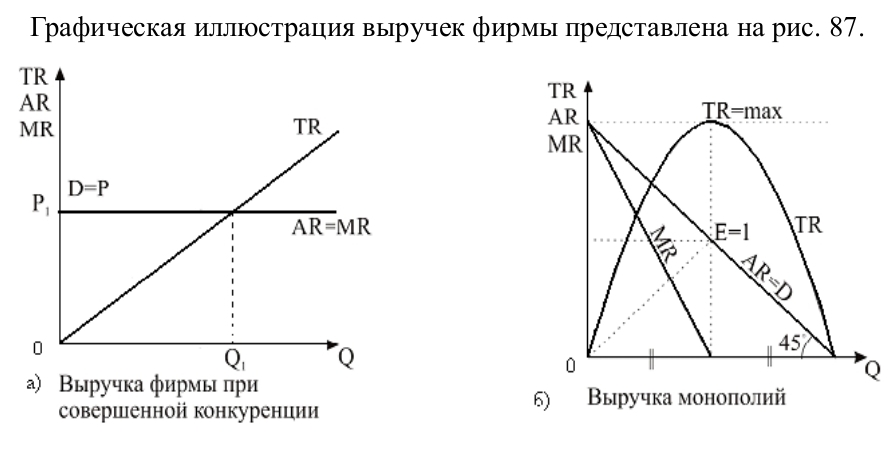 Графическая иллюстрация выручек фирмы представлена на рис. 87.
TR
AR
MR
TR
D=P
P₁
AR=MR
0
Q₁
Q
а) Выручка фирмы при
совершенной конкуренции
TR
AR
MR
TR=max
MR
E=1
TR
AR=D
45°
0
Q
б) Выручка монополий